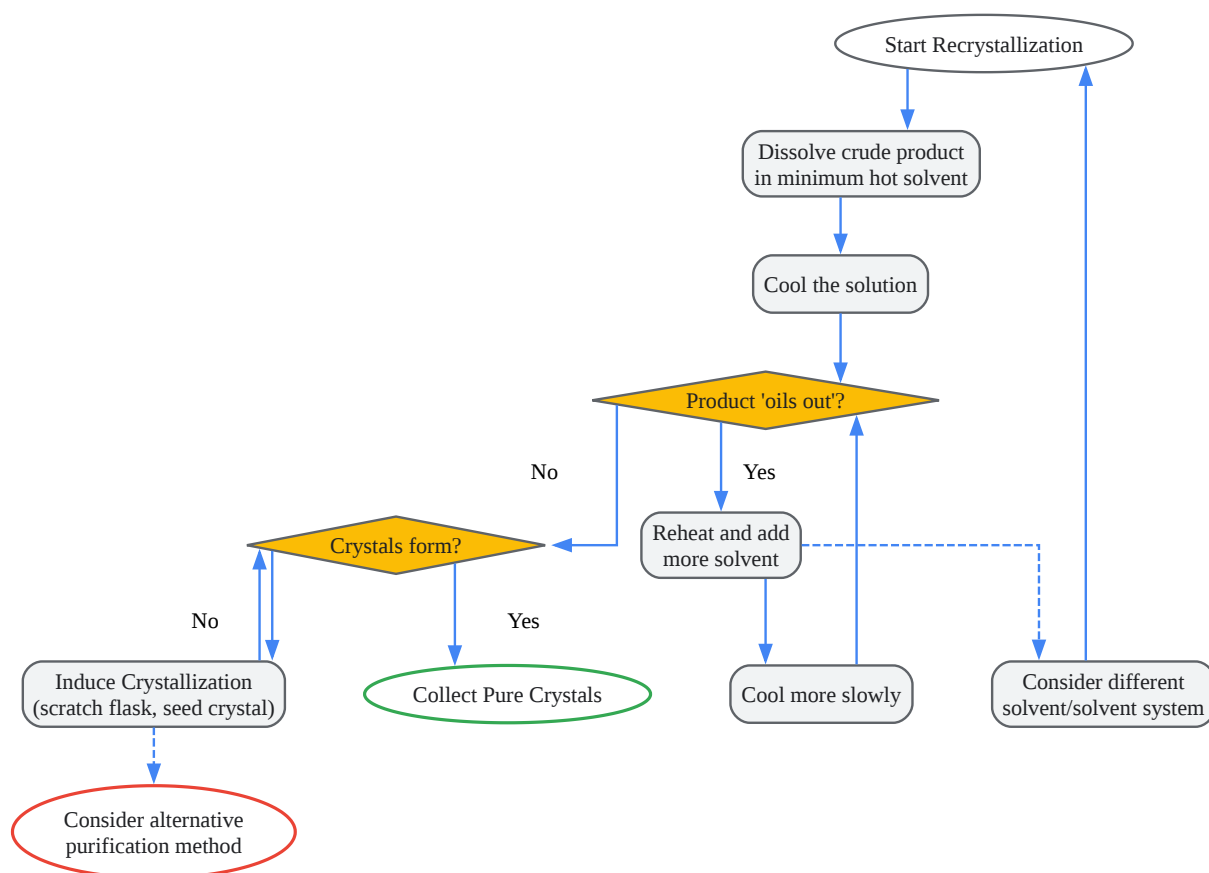 Start Recrystallization
Dissolve crude product
in minimum hot solvent
Cool the solution
Product 'oils out'?
No
Yes
Crystals form?
Reheat and add
more solvent
No
Yes
Induce Crystallization
(scratch flask, seed crystal)
Collect Pure Crystals
Cool more slowly
Consider different
solvent/solvent system
Consider alternative
purification method